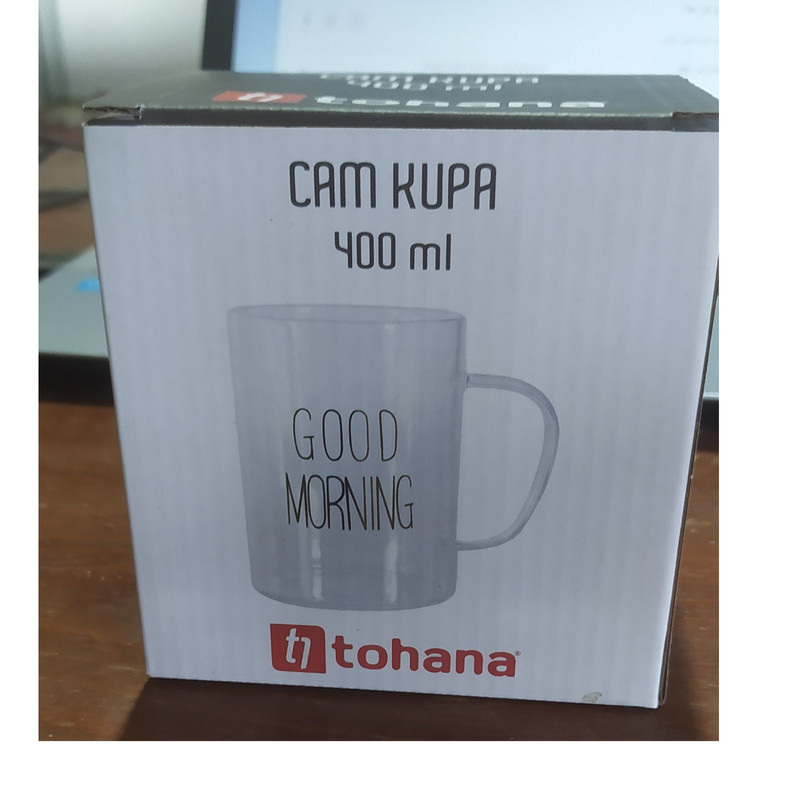 CAM KUPA
400 ml
tohana
CAM KUPA
400 ml
GOOD
MORNING
tohana